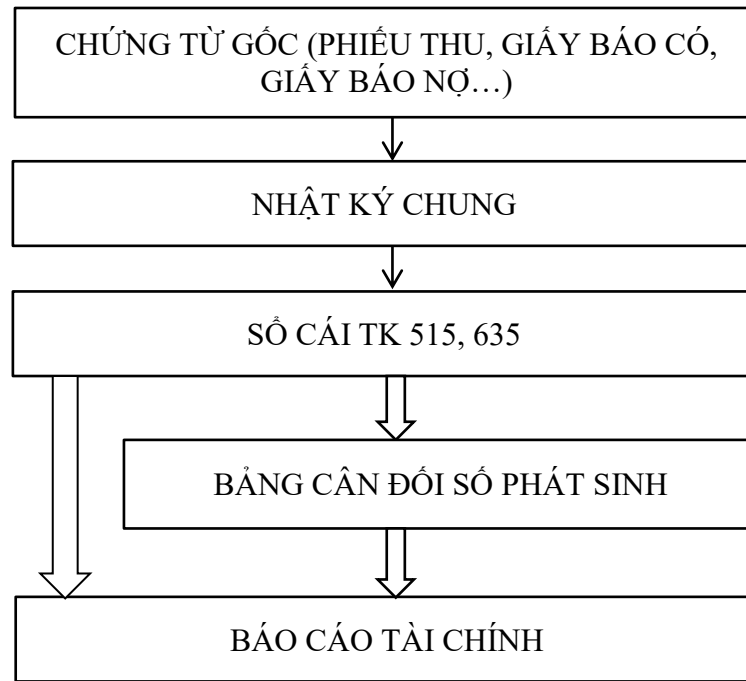 CHỨNG TỪ GỐC (PHIẾU THU, GIẤY BÁO CÓ,
GIẤY BÁO NỢ…)
NHẬT KÝ CHUNG
SỔ CÁI TK 515, 635
BẢNG CÂN ĐỐI SỐ PHÁT SINH
BÁO CÁO TÀI CHÍNH